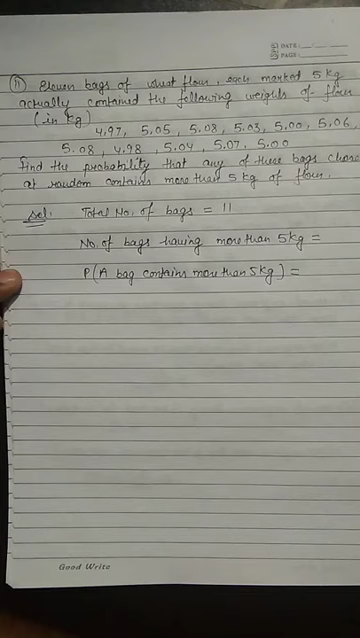 DATE: 
PAGE:
(11) Eleven bags of wheat flour, each marked 5 kg
actually contained the following weights of flour
(in kg)
4.97, 5.05, 5.08, 5.03, 5.00, 5.06,
5.08, 4.98, 5.04, 5.07, 5.00
Find the probability that any of these bags chosen
at random contains more than 5 kg of flour.
Sol: Total No. of bags = 11
No. of bags having more than 5kg =
P(A bag contains more than 5kg) =
Good Write